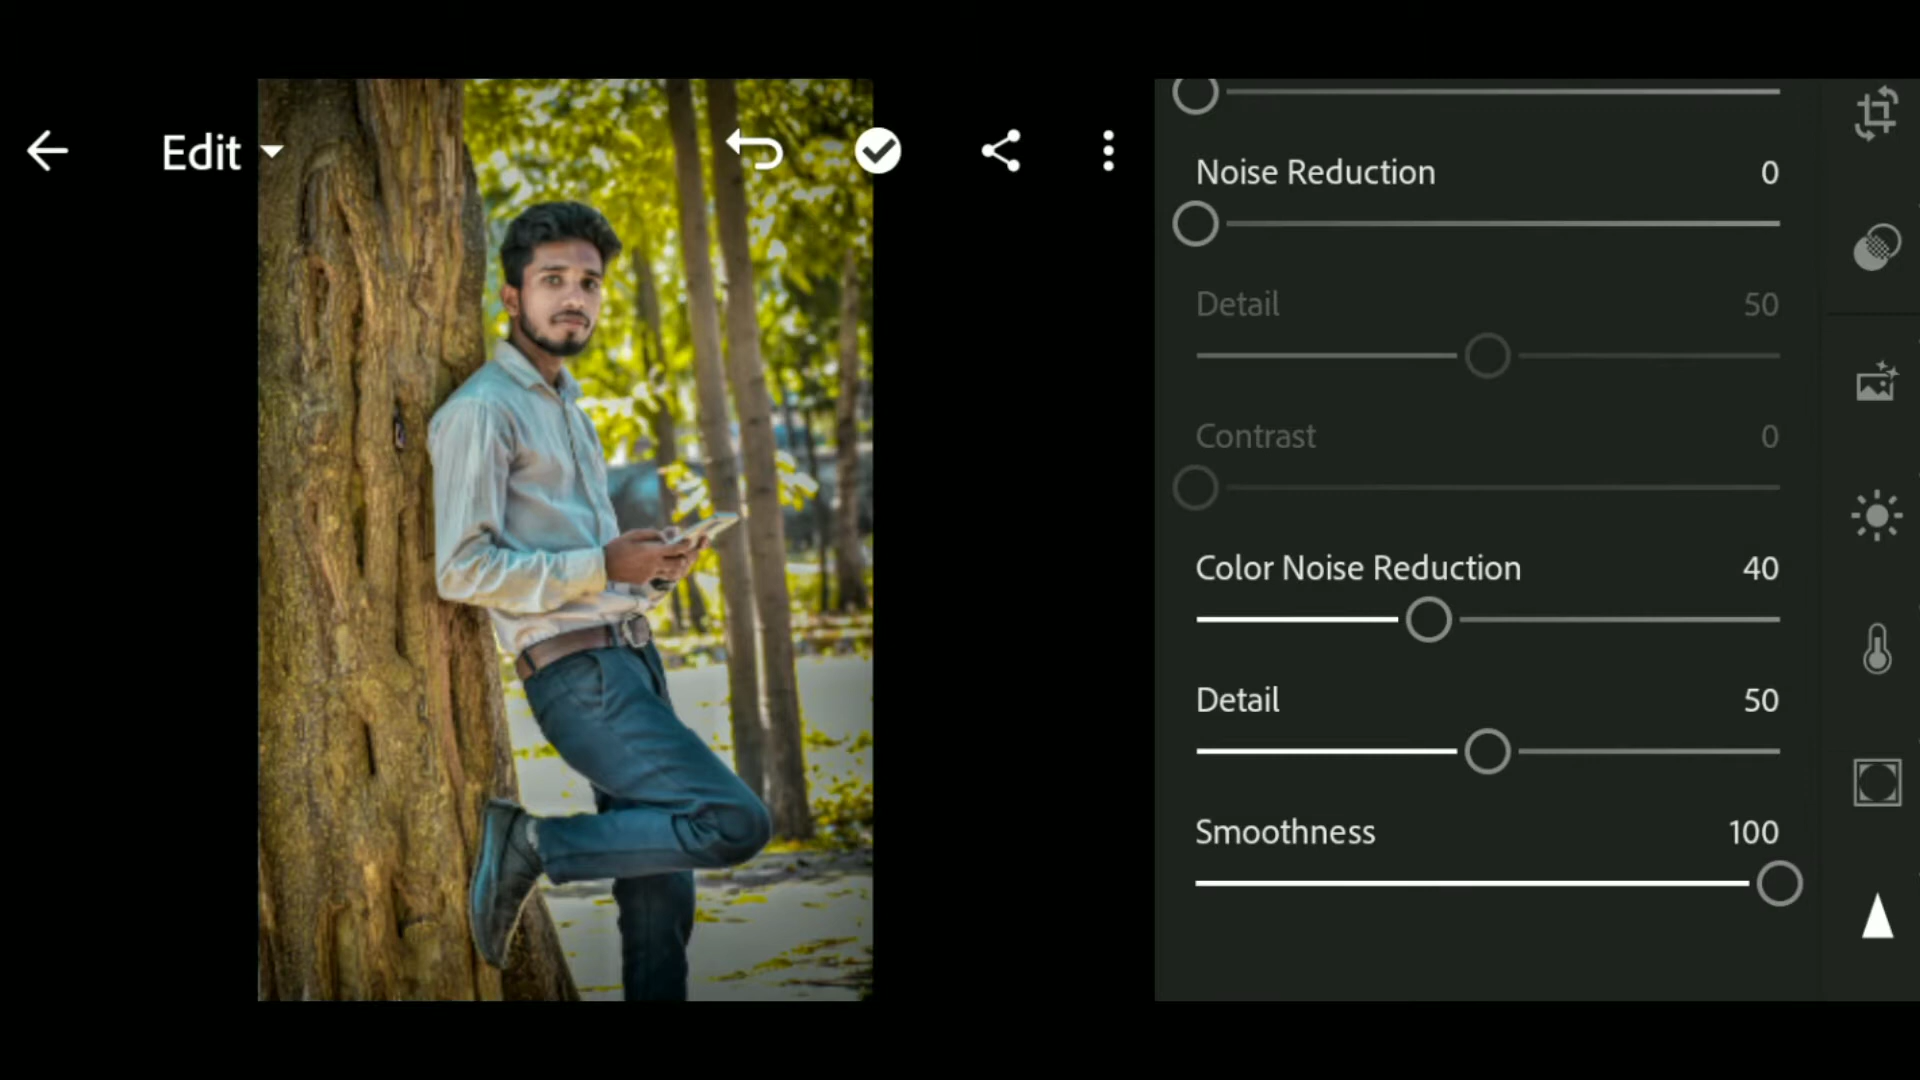 Edit
Noise Reduction 0
Detail 50
Contrast 0
Color Noise Reduction 40
Detail 50
Smoothness 100